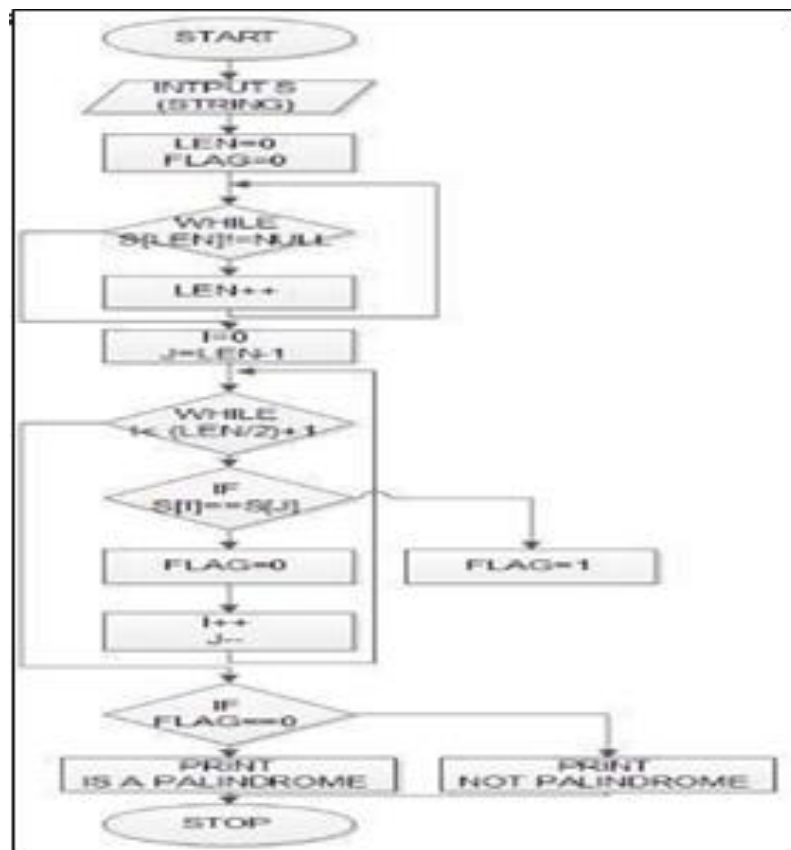 START
INTPUT S
(STRING)
LEN=0
FLAG=0
WHILE
S[LEN]!=NULL
LEN++
I=0
J=LEN-1
WHILE
I< (LEN/2)+1
IF
S[I]==S[J]
FLAG=0
FLAG=1
I++
J--
IF
FLAG==0
PRINT
IS A PALINDROME
PRINT
NOT PALINDROME
STOP